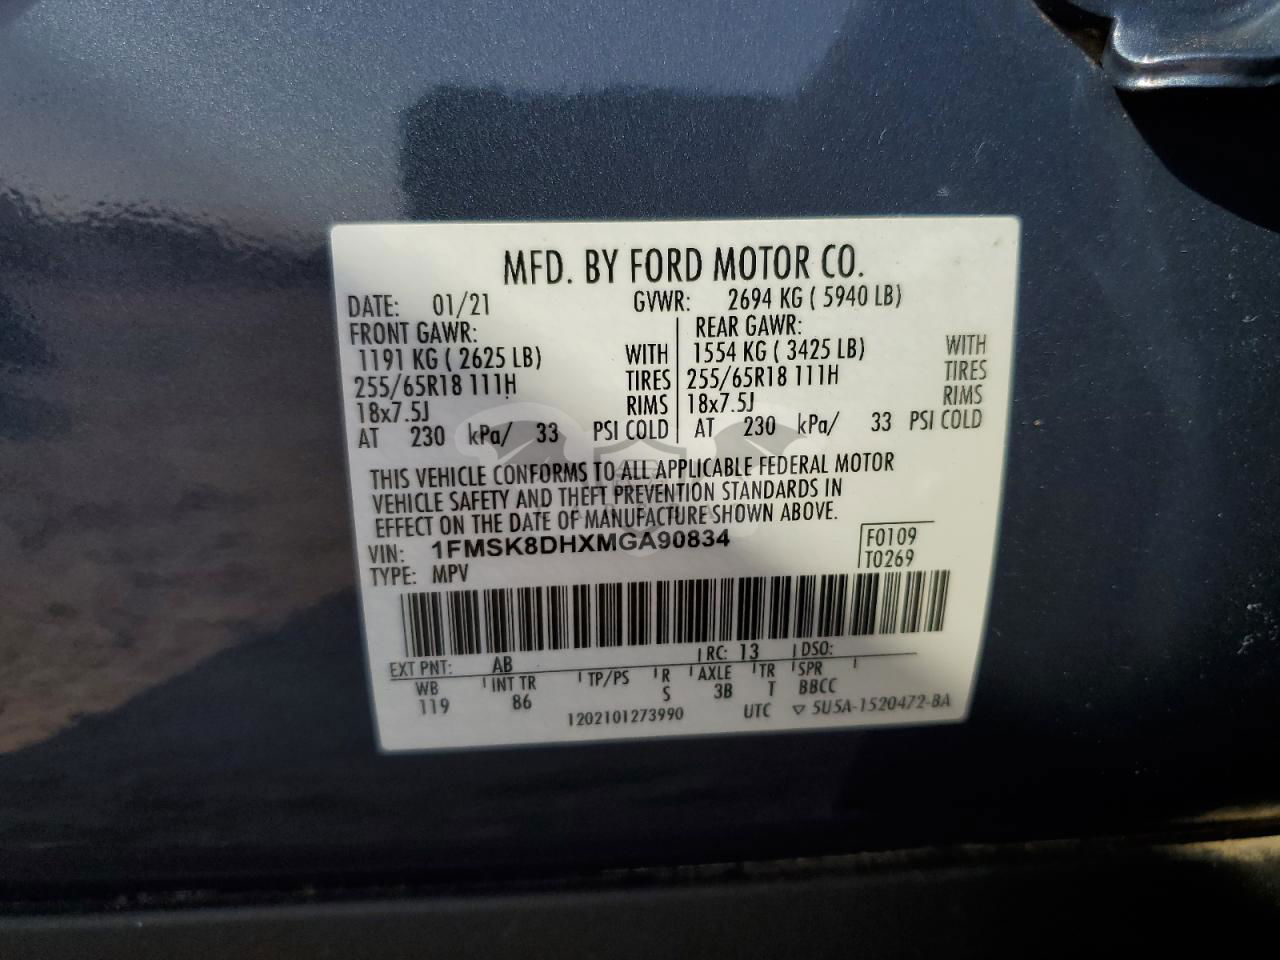 MFD. BY FORD MOTOR CO.
DATE: 01/21 GVWR: 2694 KG ( 5940 LB)
FRONT GAWR: REAR GAWR:
1191 KG ( 2625 LB) WITH 1554 KG ( 3425 LB) WITH
255/65R18 111H TIRES 255/65R18 111H TIRES
18x7.5J RIMS 18x7.5J RIMS
AT 230 kPa/ 33 PSI COLD AT 230 kPa/ 33 PSI COLD
THIS VEHICLE CONFORMS TO ALL APPLICABLE FEDERAL MOTOR
VEHICLE SAFETY AND THEFT PREVENTION STANDARDS IN
EFFECT ON THE DATE OF MANUFACTURE SHOWN ABOVE.
VIN: 1FMSK8DHXMGA90834 F0109
TYPE: MPV T0269
EXT PNT: AB RC: 13 DSO:
WB INT TR TP/PS R AXLE TR SPR
119 86 S 3B T BBCC
1202101273990 UTC ▽ 5U5A-1520472-BA